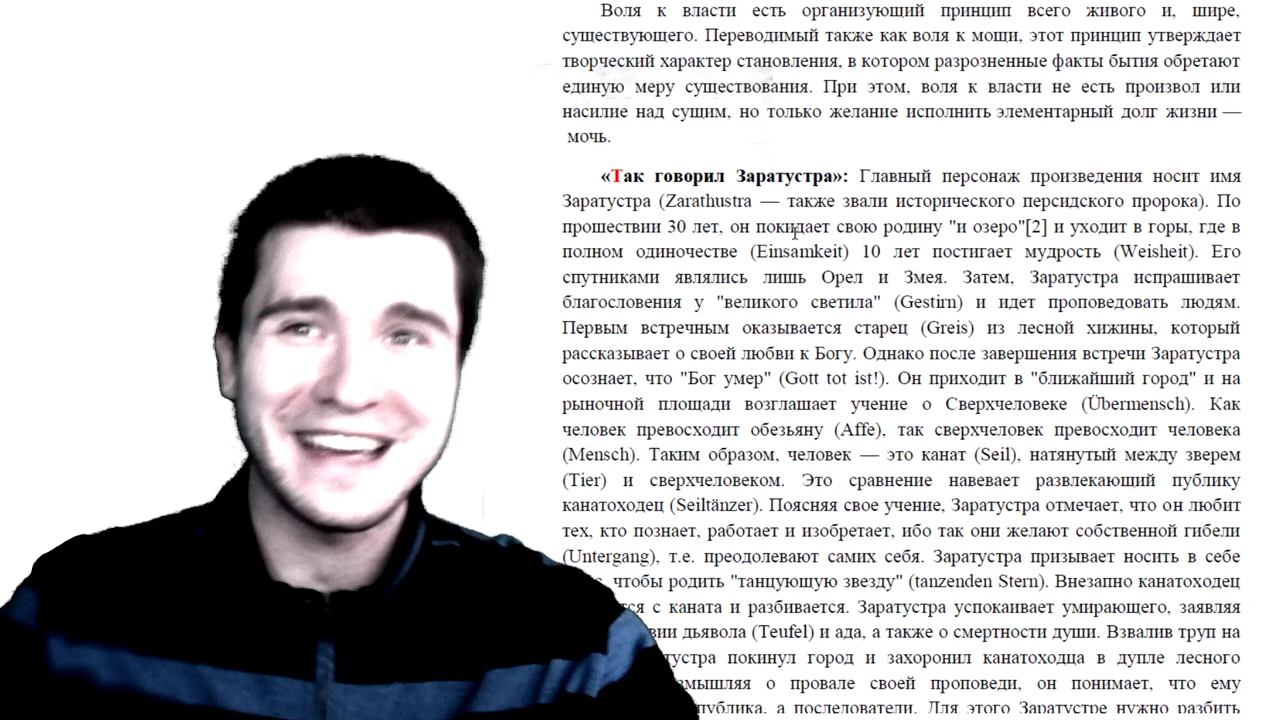 Воля к власти есть организующий принцип всего живого и, шире,
существующего. Переводимый также как воля к мощи, этот принцип утверждает
творческий характер становления, в котором разрозненные факты бытия обретают
единую меру существования. При этом, воля к власти не есть произвол или
насилие над сущим, но только желание исполнить элементарный долг жизни —
мочь.
«Так говорил Заратустра»: Главный персонаж произведения носит имя
Заратустра (Zarathustra — также звали исторического персидского пророка). По
прошествии 30 лет, он покидает свою родину "и озеро"[2] и уходит в горы, где в
полном одиночестве (Einsamkeit) 10 лет постигает мудрость (Weisheit). Его
спутниками являлись лишь Орел и Змея. Затем, Заратустра испрашивает
благословения у "великого светила" (Gestirn) и идет проповедовать людям.
Первым встречным оказывается старец (Greis) из лесной хижины, который
рассказывает о своей любви к Богу. Однако после завершения встречи Заратустра
осознает, что "Бог умер" (Gott tot ist!). Он приходит в "ближайший город" и на
рыночной площади возглашает учение о Сверхчеловеке (Übermensch). Как
человек превосходит обезьяну (Affe), так сверхчеловек превосходит человека
(Mensch). Таким образом, человек — это канат (Seil), натянутый между зверем
(Tier) и сверхчеловеком. Это сравнение навевает развлекающий публику
канатоходец (Seiltänzer). Поясняя свое учение, Заратустра отмечает, что он любит
тех, кто познает, работает и изобретает, ибо так они желают собственной гибели
(Untergang), т.е. преодолевают самих себя. Заратустра призывает носить в себе
чтобы родить "танцующую звезду" (tanzenden Stern). Внезапно канатоходец
с каната и разбивается. Заратустра успокаивает умирающего, заявляя
дьявола (Teufel) и ада, а также о смертности души. Взвалив труп на
покинул город и захоронил канатоходца в дупле лесного
о провале своей проповеди, он понимает, что ему
публика, а последователи. Для этого Заратустре нужно разбить